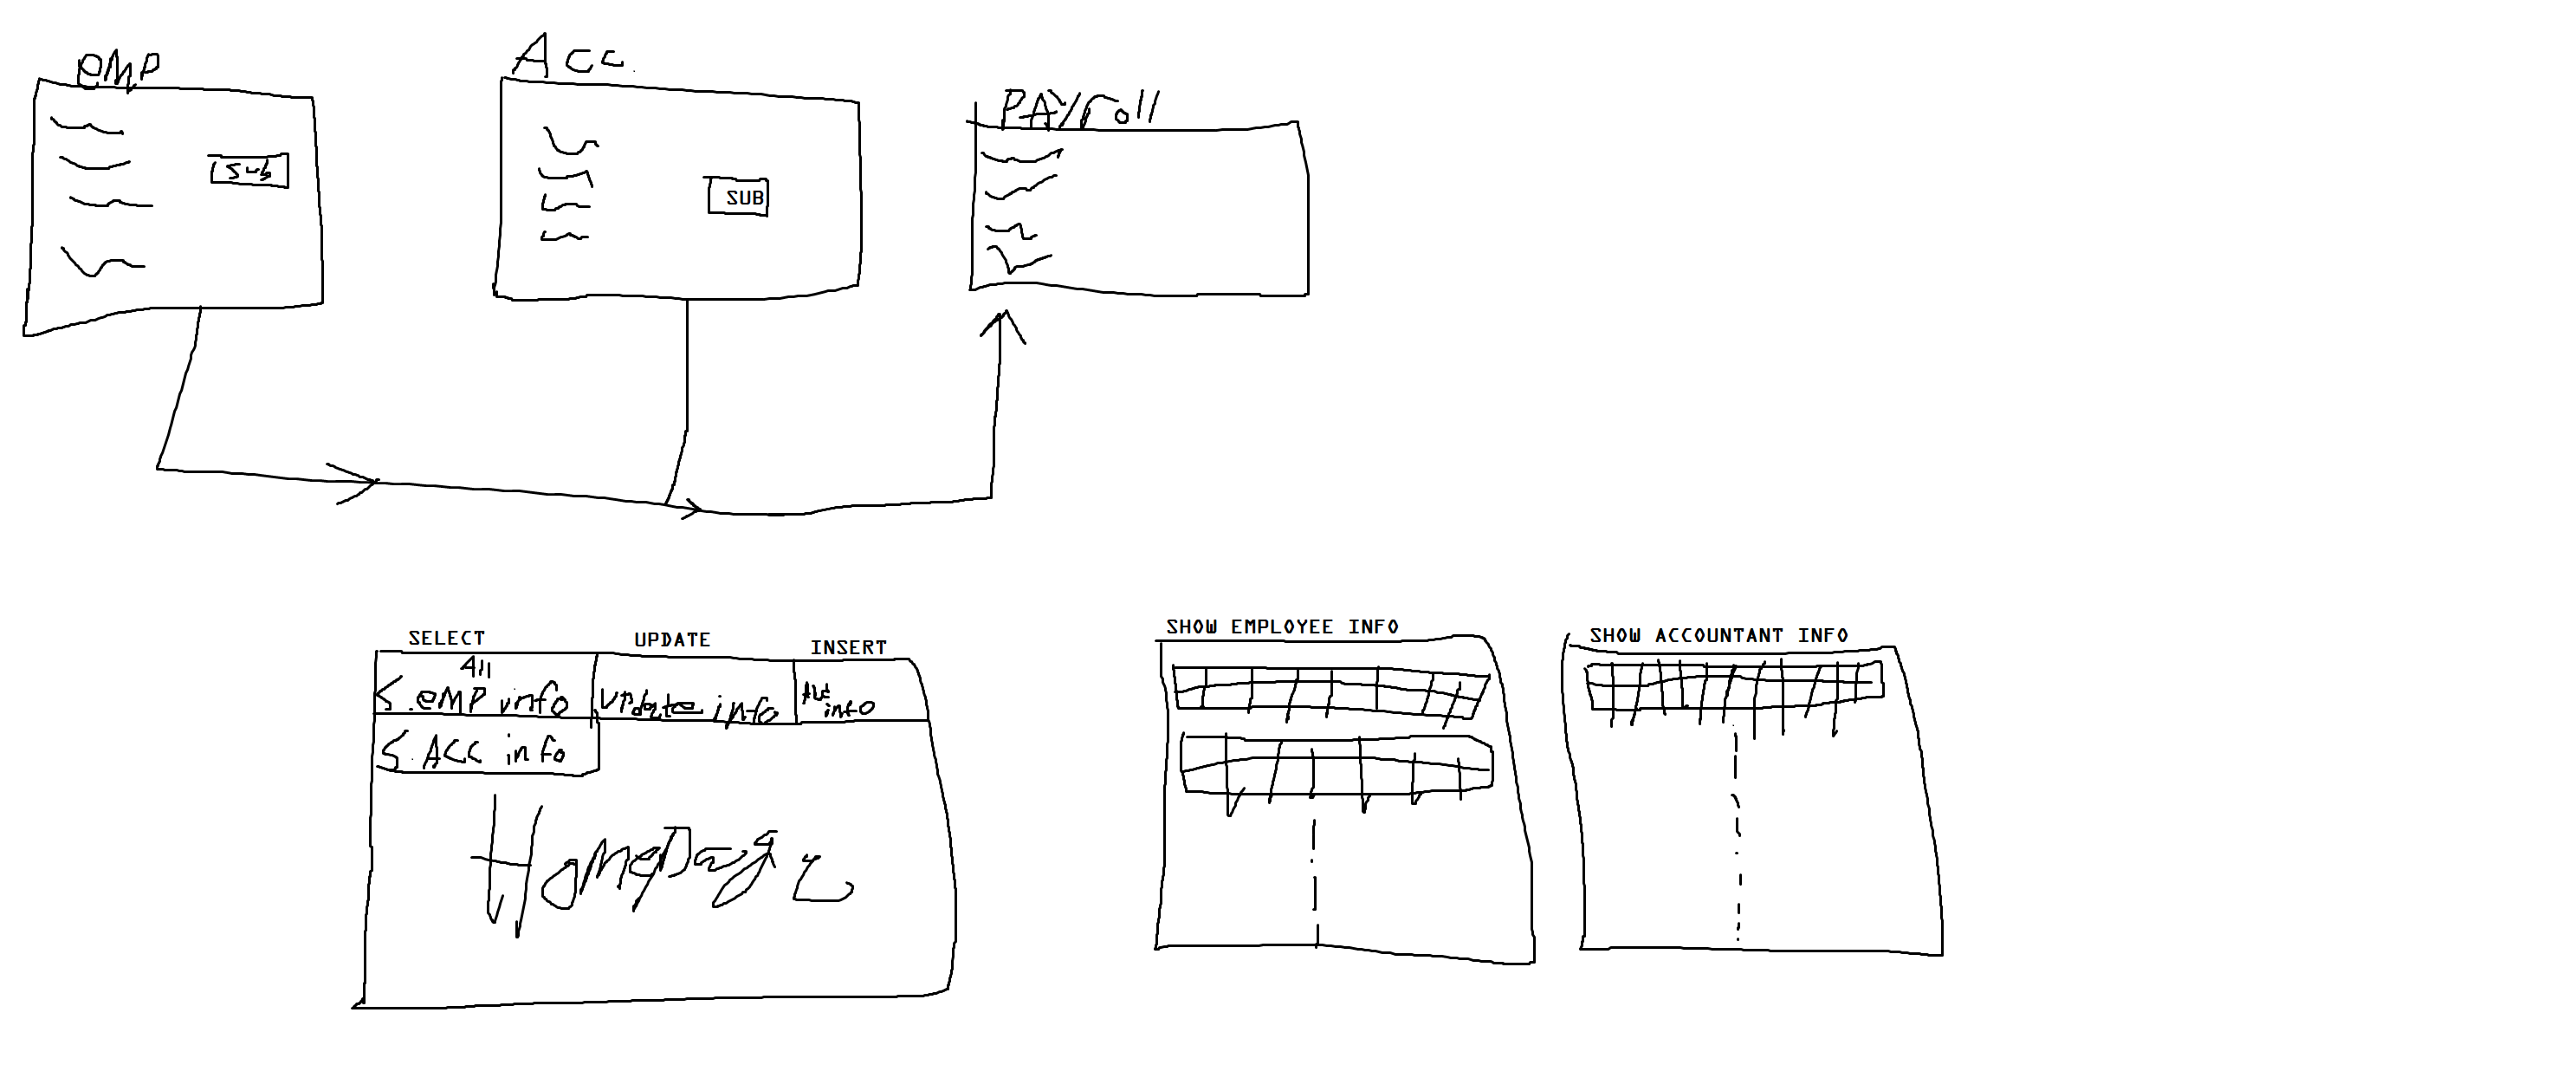 emp
Acc.
PAYroll
Sub
SUB
SELECT
UPDATE
INSERT
All
S.emp info
Update info
info
S.Acc info
Homepage
SHOW EMPLOYEE INFO
SHOW ACCOUNTANT INFO